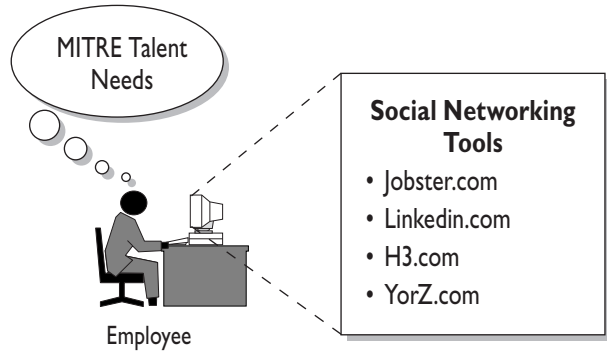 MITRE Talent
Needs
Social Networking
Tools
• Jobster.com
• Linkedin.com
• H3.com
• YorZ.com
Employee